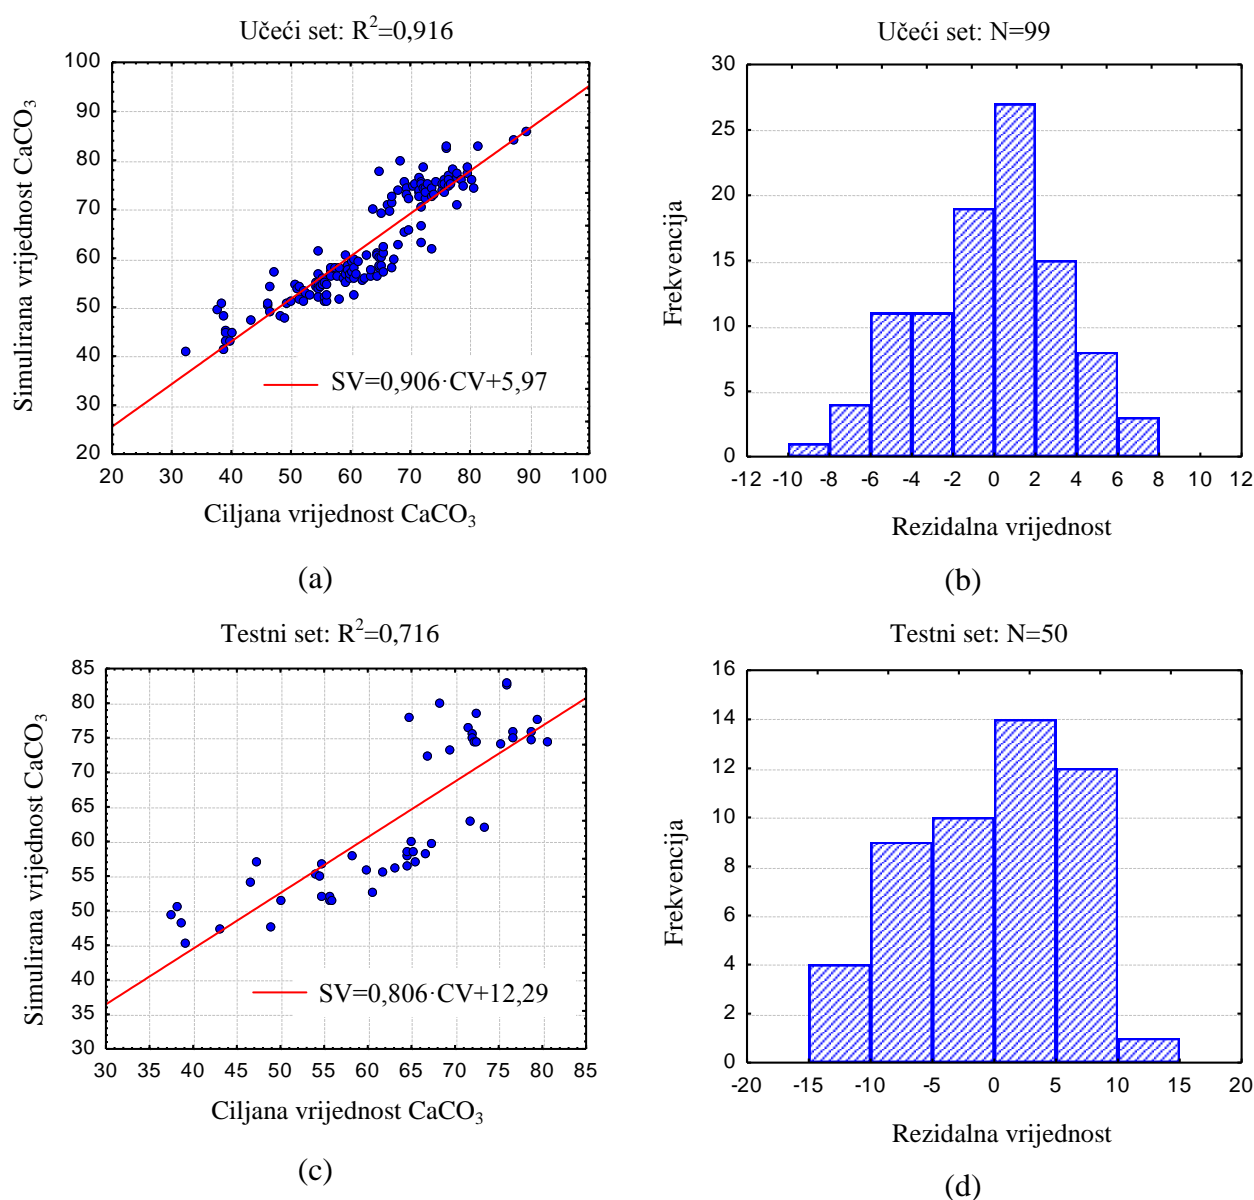 Učeći set: R²=0,916
Simulirana vrijednost CaCO₃
100
90
80
70
60
50
40
30
20
SV=0,906·CV+5,97
20 30 40 50 60 70 80 90 100
Ciljana vrijednost CaCO₃
(a)
Učeći set: N=99
Frekvencija
30
25
20
15
10
5
0
-12 -10 -8 -6 -4 -2 0 2 4 6 8 10 12
Rezidalna vrijednost
(b)
Testni set: R²=0,716
Simulirana vrijednost CaCO₃
85
80
75
70
65
60
55
50
45
40
35
30
SV=0,806·CV+12,29
30 35 40 45 50 55 60 65 70 75 80 85
Ciljana vrijednost CaCO₃
(c)
Testni set: N=50
Frekvencija
16
14
12
10
8
6
4
2
0
-20 -15 -10 -5 0 5 10 15 20
Rezidalna vrijednost
(d)